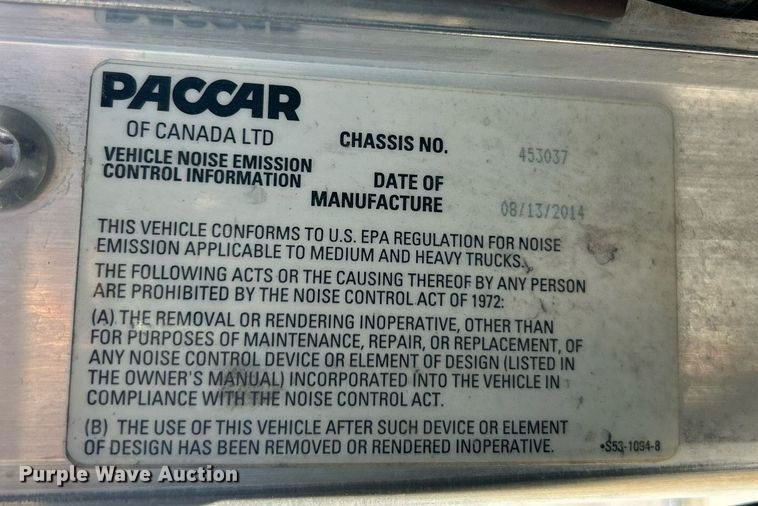 PACCAR
OF CANADA LTD
VEHICLE NOISE EMISSION
CONTROL INFORMATION
CHASSIS NO. 453037
DATE OF
MANUFACTURE 08/13/2014
THIS VEHICLE CONFORMS TO U.S. EPA REGULATION FOR NOISE
EMISSION APPLICABLE TO MEDIUM AND HEAVY TRUCKS.
THE FOLLOWING ACTS OR THE CAUSING THEREOF BY ANY PERSON
ARE PROHIBITED BY THE NOISE CONTROL ACT OF 1972:
(A) THE REMOVAL OR RENDERING INOPERATIVE, OTHER THAN
FOR PURPOSES OF MAINTENANCE, REPAIR, OR REPLACEMENT, OF
ANY NOISE CONTROL DEVICE OR ELEMENT OF DESIGN (LISTED IN
THE OWNER'S MANUAL) INCORPORATED INTO THE VEHICLE IN
COMPLIANCE WITH THE NOISE CONTROL ACT.
(B) THE USE OF THIS VEHICLE AFTER SUCH DEVICE OR ELEMENT
OF DESIGN HAS BEEN REMOVED OR RENDERED INOPERATIVE.
•S53-1094-8
Purple Wave Auction